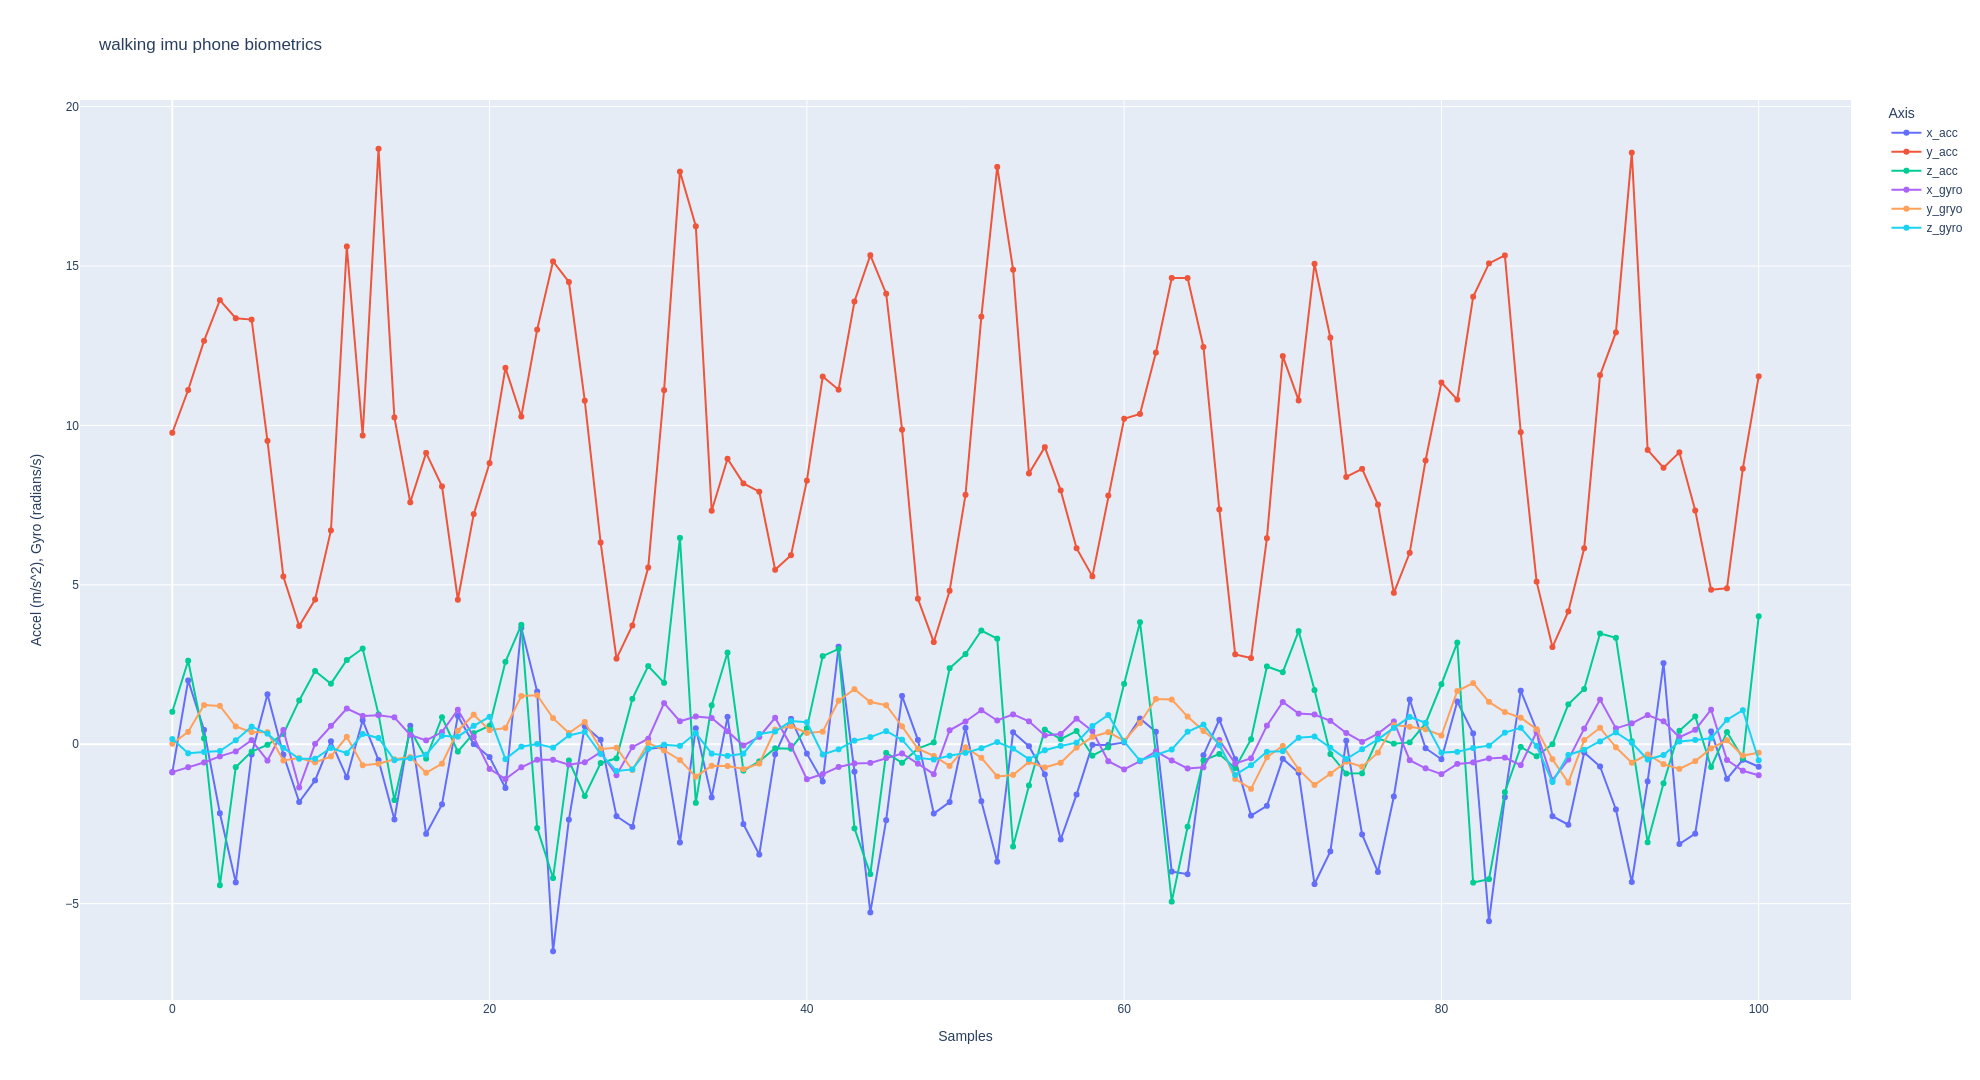 walking imu phone biometrics
Axis
x_acc
y_acc
z_acc
x_gyro
y_gryo
z_gyro
20
15
10
5
0
−5
Accel (m/s^2), Gyro (radians/s)
0 20 40 60 80 100
Samples